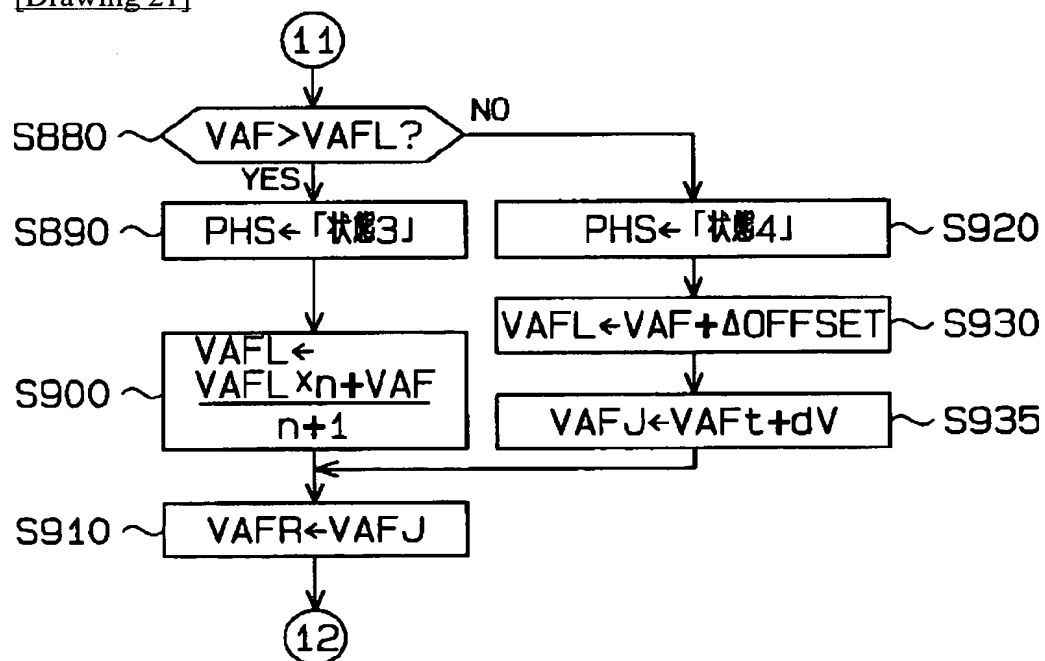 [Drawing 21]
11
S880
VAF>VAFL?
NO
YES
S890
PHS←「状態3」
PHS←「状態4」
S920
VAFL←VAF+ΔOFFSET
S930
S900
VAFL←
VAFL×n+VAF
n+1
VAFJ←VAFt+dV
S935
S910
VAFR←VAFJ
12